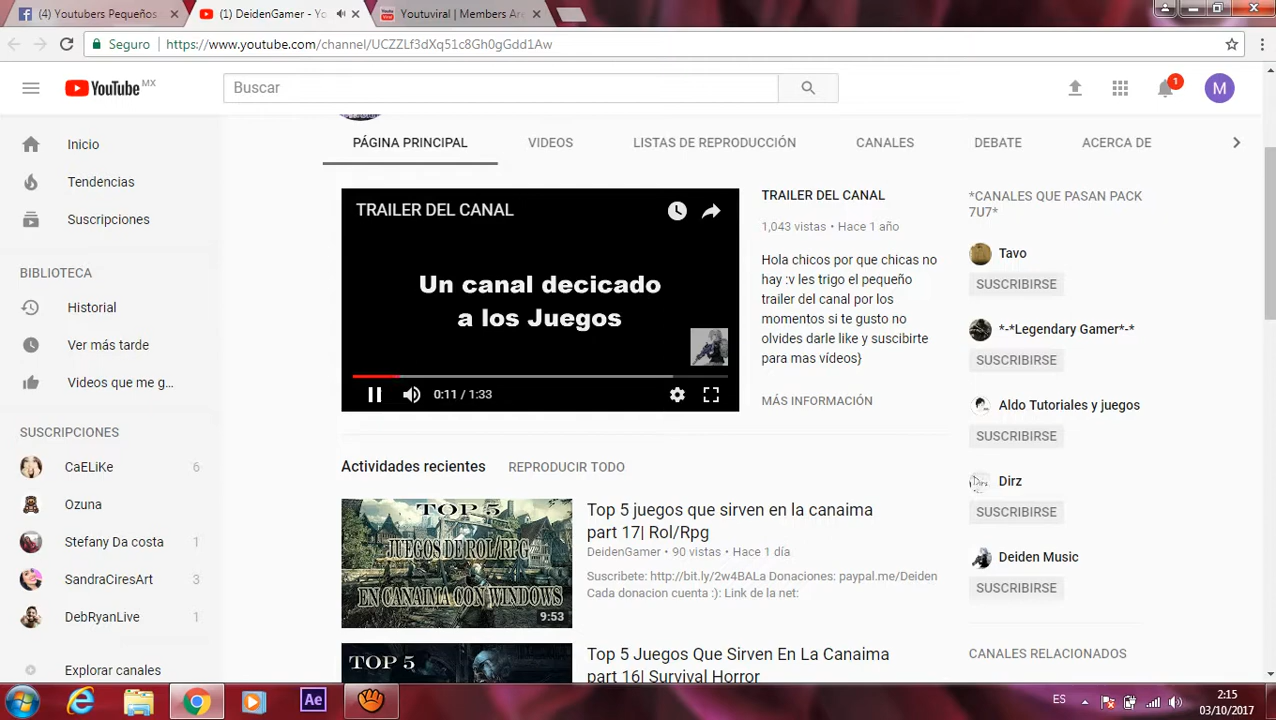 (4) Youtubers Pequeños
(1) DeidenGamer - Yo
Youtuviral | Members Are
Seguro
https://www.youtube.com/channel/UCZZLf3dXq51c8Gh0gGdd1Aw
YouTube MX
Buscar
1
M
Inicio
Tendencias
Suscripciones
BIBLIOTECA
Historial
Ver más tarde
Videos que me g...
SUSCRIPCIONES
CaELiKe 6
Ozuna
Stefany Da costa 1
SandraCiresArt 3
DebRyanLive 1
Explorar canales
PÁGINA PRINCIPAL
VIDEOS
LISTAS DE REPRODUCCIÓN
CANALES
DEBATE
ACERCA DE
TRAILER DEL CANAL
Un canal decicado
a los Juegos
0:11 / 1:33
TRAILER DEL CANAL
1,043 vistas • Hace 1 año
Hola chicos por que chicas no
hay :v les trigo el pequeño
trailer del canal por los
momentos si te gusto no
olvides darle like y suscibirte
para mas vídeos}
MÁS INFORMACIÓN
Actividades recientes
REPRODUCIR TODO
TOP 5
JUEGOS DE ROL/RPG
EN CANAIMA CON WINDOWS
9:53
Top 5 juegos que sirven en la canaima
part 17| Rol/Rpg
DeidenGamer • 90 vistas • Hace 1 día
Suscribete: http://bit.ly/2w4BALa Donaciones: paypal.me/Deiden
Cada donacion cuenta :): Link de la net:
TOP 5
Top 5 Juegos Que Sirven En La Canaima
part 16| Survival Horror
*CANALES QUE PASAN PACK
7U7*
Tavo
SUSCRIBIRSE
*-*Legendary Gamer*-*
SUSCRIBIRSE
Aldo Tutoriales y juegos
SUSCRIBIRSE
Dirz
SUSCRIBIRSE
Deiden Music
SUSCRIBIRSE
CANALES RELACIONADOS
Ae
ES
2:15
03/10/2017